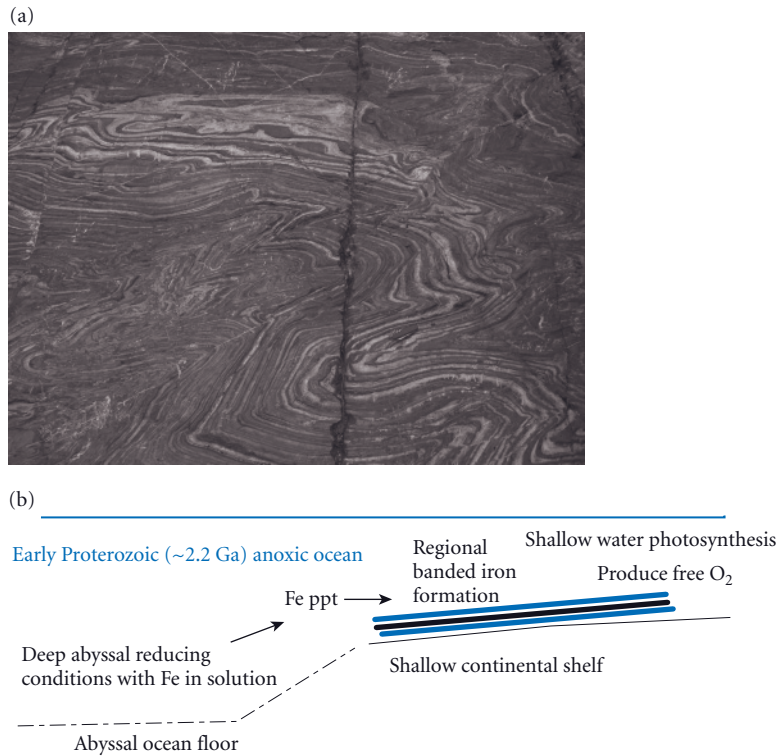 (a)
(b)
Early Proterozoic (~2.2 Ga) anoxic ocean
Regional
banded iron
formation
Shallow water photosynthesis
Produce free O₂
Fe ppt
Deep abyssal reducing
conditions with Fe in solution
Shallow continental shelf
Abyssal ocean floor